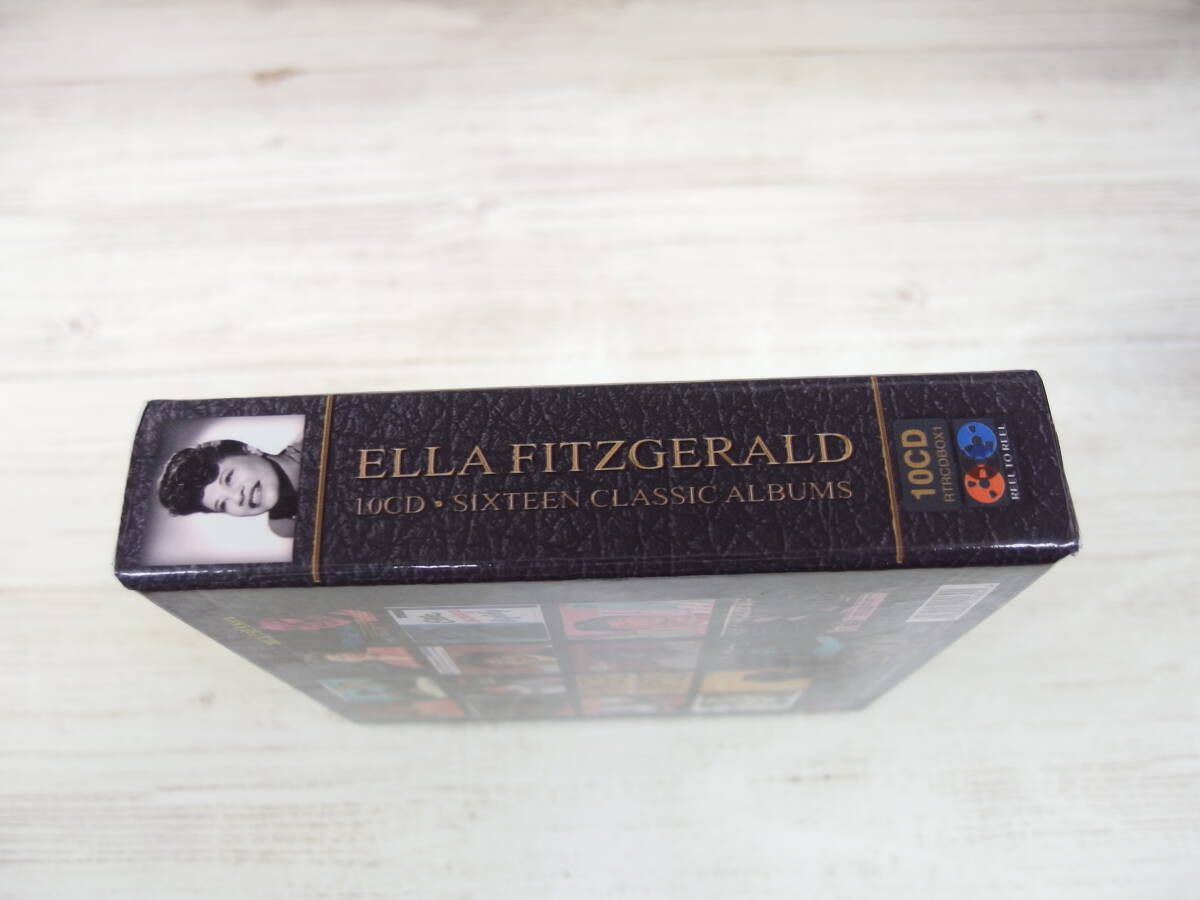 ELLA FITZGERALD
10CD • SIXTEEN CLASSIC ALBUMS
10CD
RTRCDBOX1
REEL TO REEL